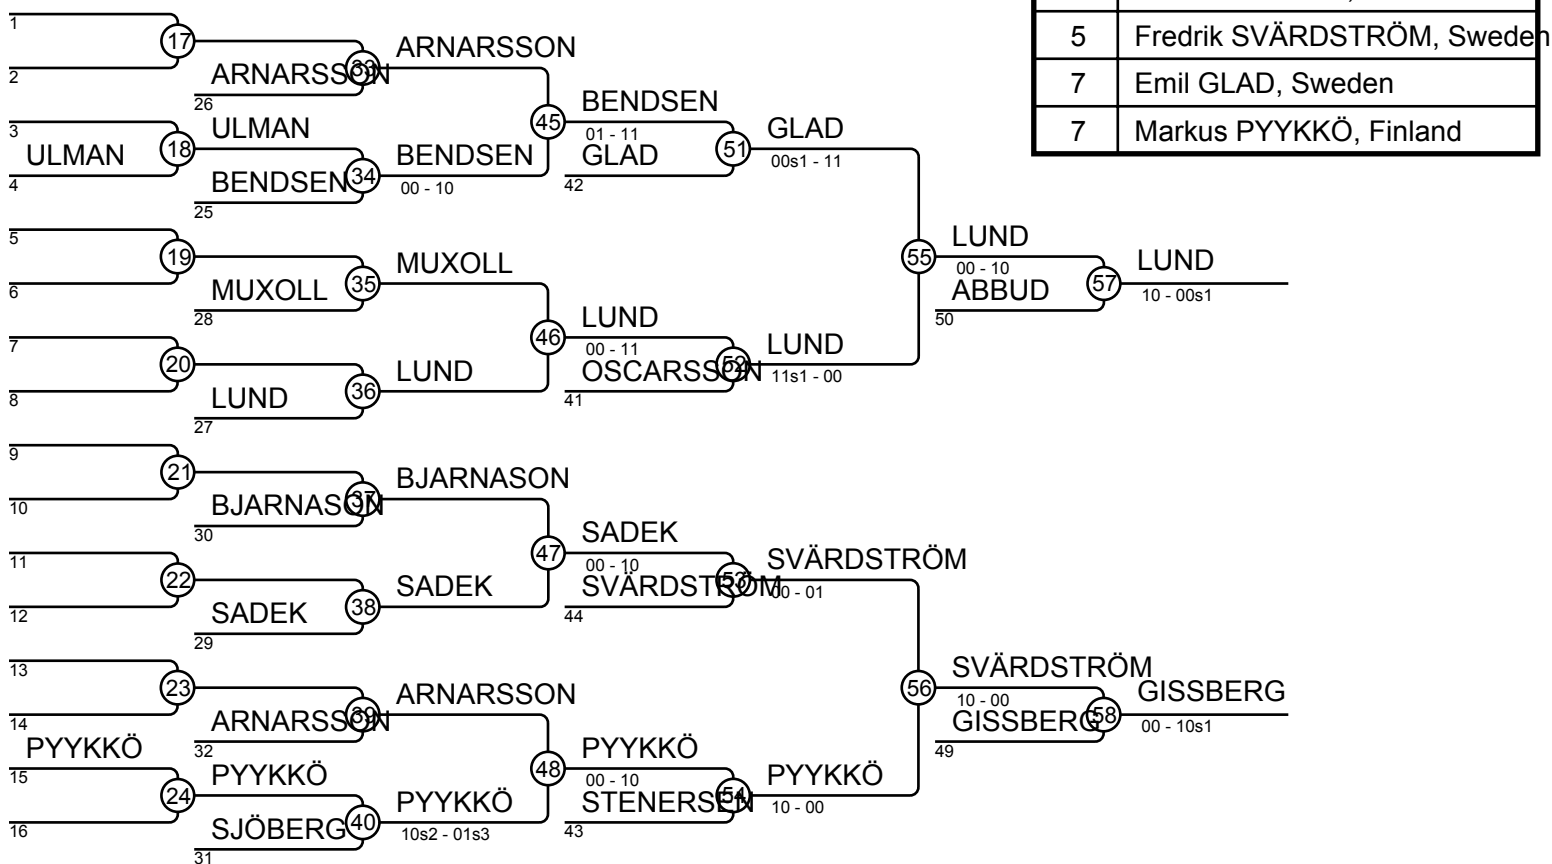 5 Fredrik SVÄRDSTRÖM, Sweden
7 Emil GLAD, Sweden
7 Markus PYYKKÖ, Finland
1
17
2
ARNARSSON
26
33
ARNARSSON
3
ULMAN
4
18
ULMAN
BENDSEN
25
34
BENDSEN
00 - 10
45
BENDSEN
01 - 11
GLAD
42
51
GLAD
00s1 - 11
5
19
6
MUXOLL
28
35
MUXOLL
7
20
8
LUND
27
36
LUND
46
LUND
00 - 11
OSCARSSON
41
52
LUND
11s1 - 00
55
LUND
00 - 10
ABBUD
50
57
LUND
10 - 00s1
9
21
10
BJARNASON
30
37
BJARNASON
11
22
12
SADEK
29
38
SADEK
47
SADEK
00 - 10
SVÄRDSTRÖM
44
53
SVÄRDSTRÖM
00 - 01
13
23
14
ARNARSSON
32
39
ARNARSSON
PYYKKÖ
15
24
16
PYYKKÖ
SJÖBERG
31
40
PYYKKÖ
10s2 - 01s3
48
PYYKKÖ
00 - 10
STENERSEN
43
54
PYYKKÖ
10 - 00
56
SVÄRDSTRÖM
10 - 00
GISSBERG
49
58
GISSBERG
00 - 10s1